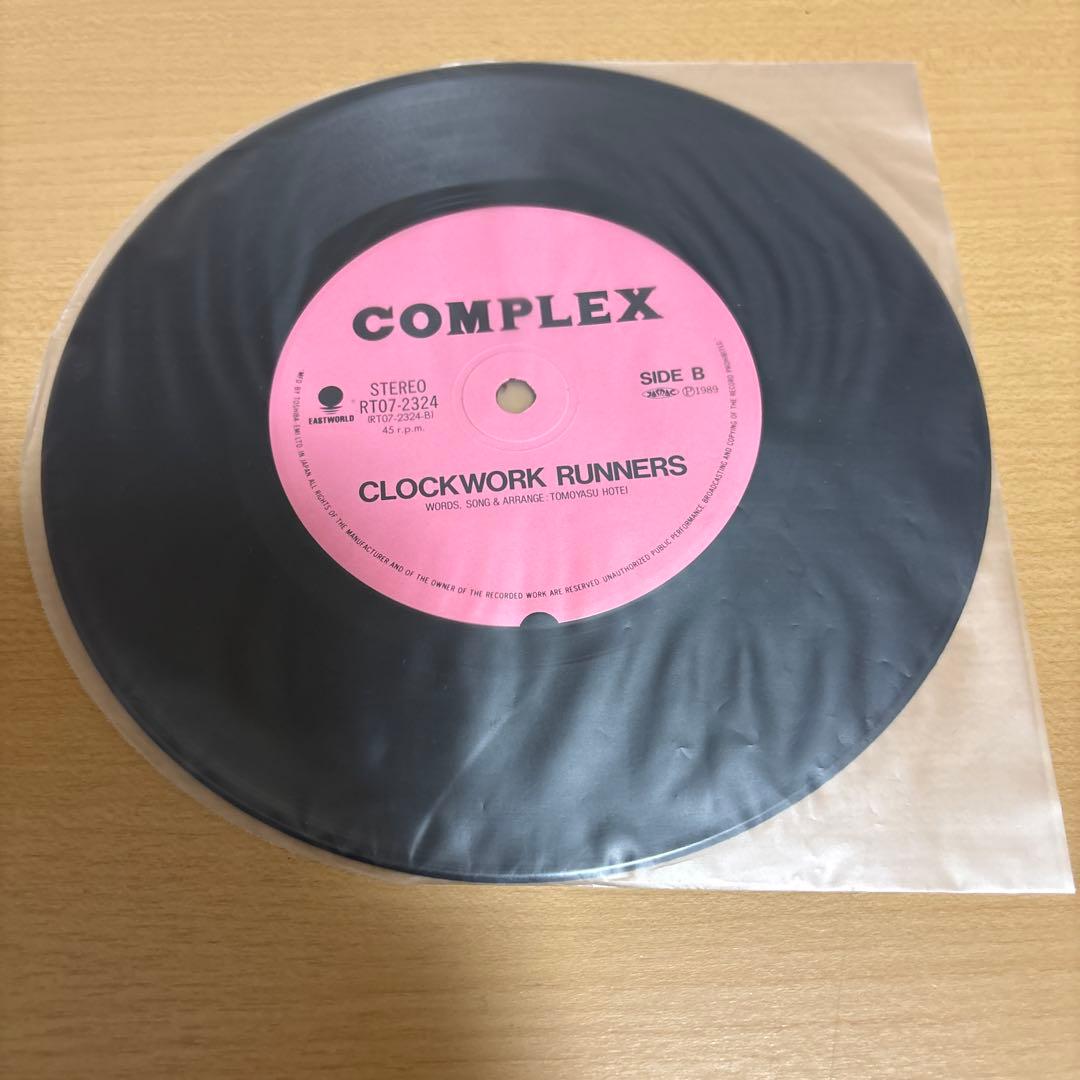 COMPLEX
EASTWORLD
STEREO
RT07-2324
(RT07-2324-B)
45 r.p.m.
SIDE B
JASRAC Ⓟ1989
CLOCKWORK RUNNERS
WORDS, SONG & ARRANGE: TOMOYASU HOTEI
MFD BY TOSHIBA EMI LTD. IN JAPAN ALL RIGHTS OF THE MANUFACTURER AND OF THE OWNER OF THE RECORDED WORK ARE RESERVED. UNAUTHORIZED PUBLIC PERFORMANCE BROADCASTING AND COPYING OF THE RECORD PROHIBITED.